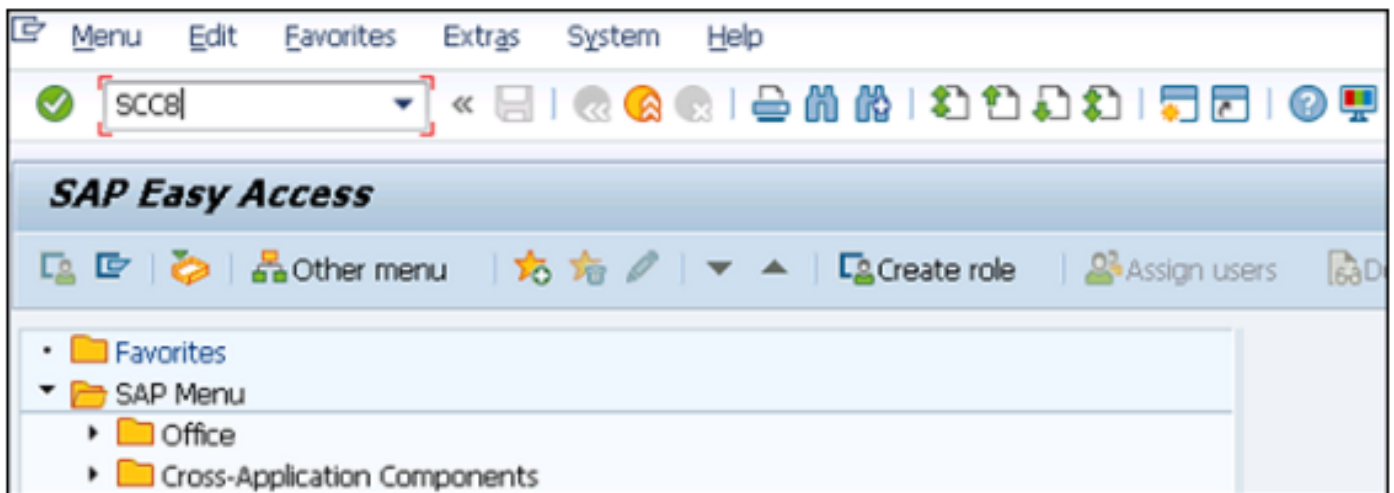 Menu Edit Favorites Extras System Help
SCC8
SAP Easy Access
Other menu Create role Assign users
Favorites
SAP Menu
Office
Cross-Application Components